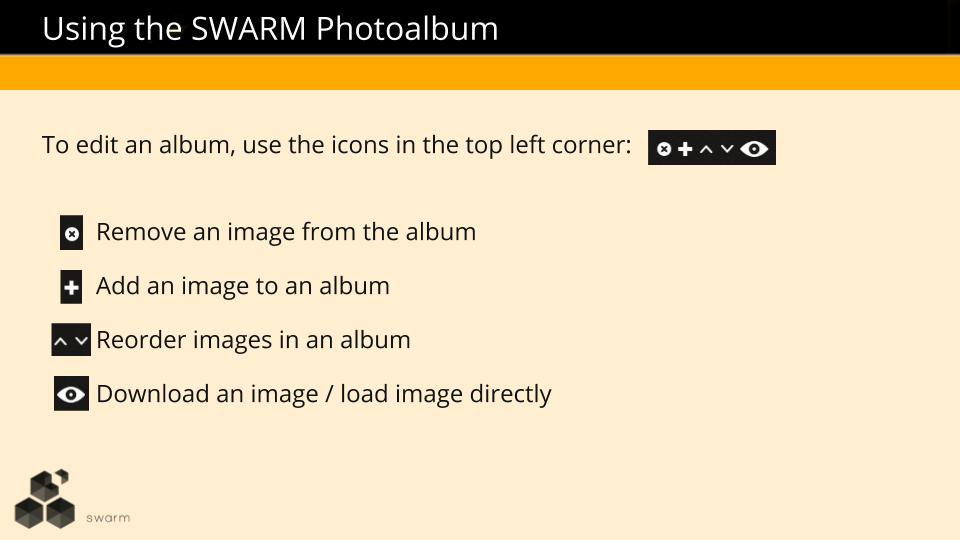 Using the SWARM Photoalbum
To edit an album, use the icons in the top left corner:
Remove an image from the album
Add an image to an album
Reorder images in an album
Download an image / load image directly
swarm